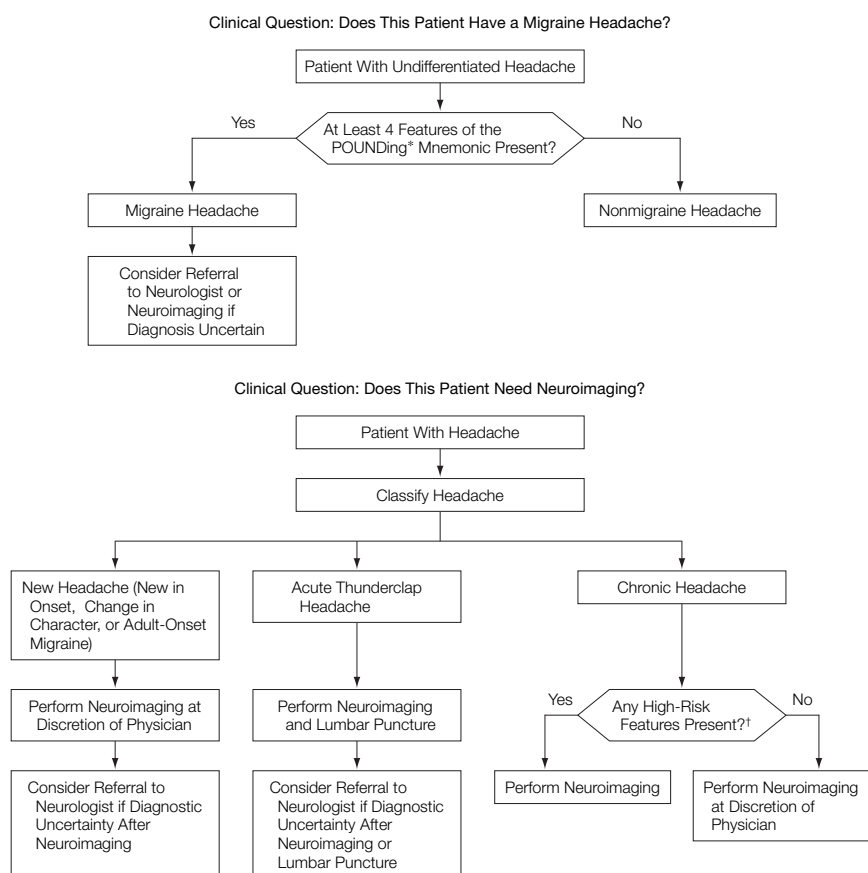 Clinical Question: Does This Patient Have a Migraine Headache?
Patient With Undifferentiated Headache
Yes
At Least 4 Features of the
POUNDing* Mnemonic Present?
No
Migraine Headache
Nonmigraine Headache
Consider Referral
to Neurologist or
Neuroimaging if
Diagnosis Uncertain
Clinical Question: Does This Patient Need Neuroimaging?
Patient With Headache
Classify Headache
New Headache (New in
Onset, Change in
Character, or Adult-Onset
Migraine)
Acute Thunderclap
Headache
Chronic Headache
Perform Neuroimaging at
Discretion of Physician
Perform Neuroimaging
and Lumbar Puncture
Yes
Any High-Risk
Features Present?†
No
Consider Referral to
Neurologist if Diagnostic
Uncertainty After
Neuroimaging
Consider Referral to
Neurologist if Diagnostic
Uncertainty After
Neuroimaging or
Lumbar Puncture
Perform Neuroimaging
Perform Neuroimaging
at Discretion of
Physician